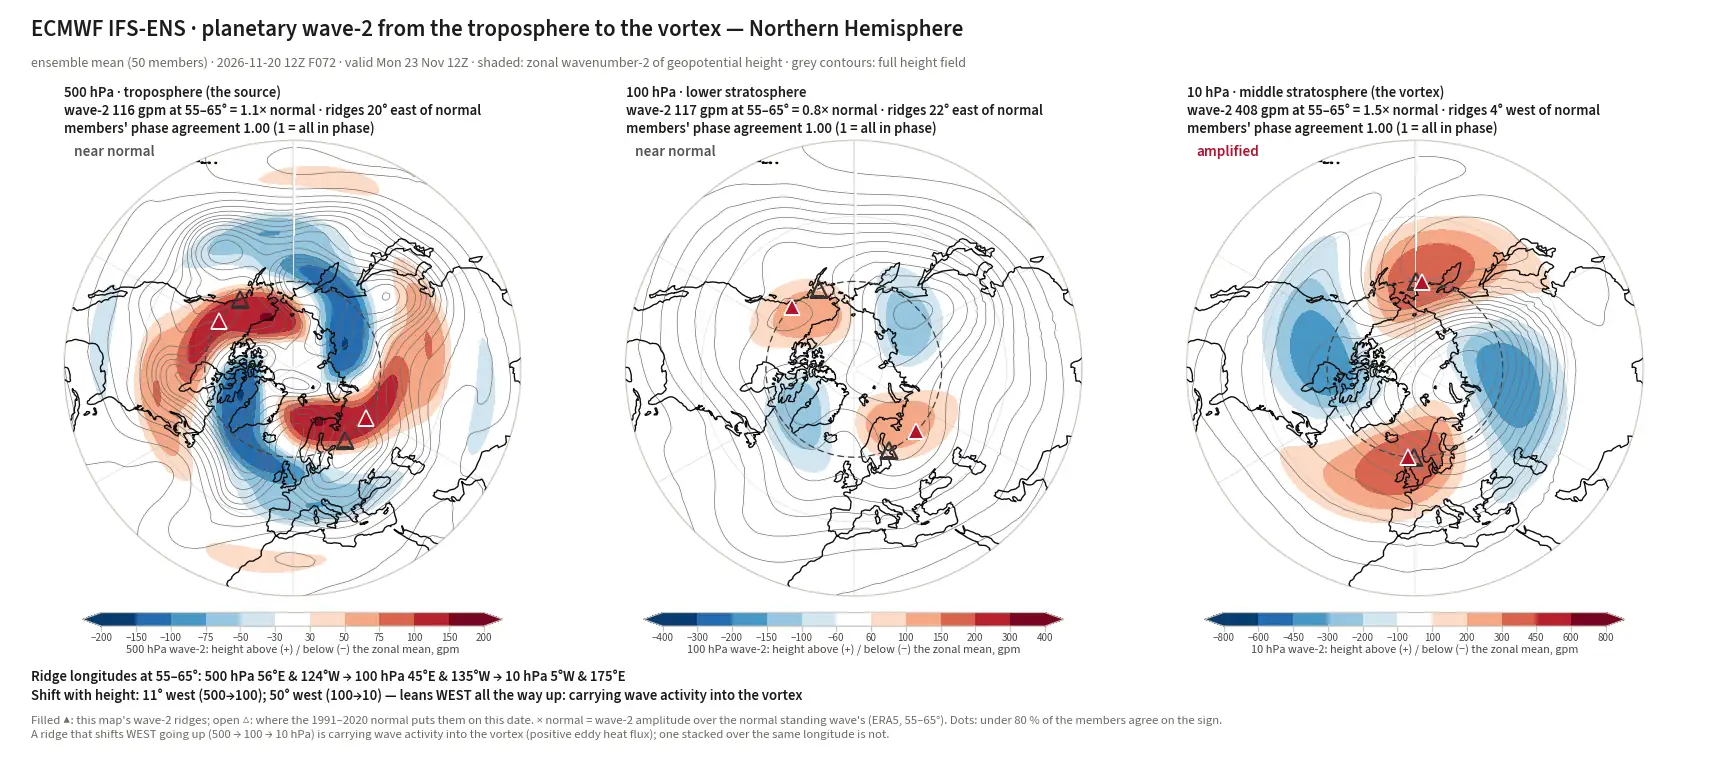 ECMWF IFS-ENS · planetary wave-2 from the troposphere to the vortex — Northern Hemisphere
ensemble mean (50 members) · 2026-11-20 12Z F072 · valid Mon 23 Nov 12Z · shaded: zonal wavenumber-2 of geopotential height · grey contours: full height field
500 hPa · troposphere (the source)
wave-2 116 gpm at 55–65° = 1.1× normal · ridges 20° east of normal
members' phase agreement 1.00 (1 = all in phase)
near normal
100 hPa · lower stratosphere
wave-2 117 gpm at 55–65° = 0.8× normal · ridges 22° east of normal
members' phase agreement 1.00 (1 = all in phase)
near normal
10 hPa · middle stratosphere (the vortex)
wave-2 408 gpm at 55–65° = 1.5× normal · ridges 4° west of normal
members' phase agreement 1.00 (1 = all in phase)
amplified
−200 −150 −100 −75 −50 −30 30 50 75 100 150 200
500 hPa wave-2: height above (+) / below (−) the zonal mean, gpm
−400 −300 −200 −150 −100 −60 60 100 150 200 300 400
100 hPa wave-2: height above (+) / below (−) the zonal mean, gpm
−800 −600 −450 −300 −200 −100 100 200 300 450 600 800
10 hPa wave-2: height above (+) / below (−) the zonal mean, gpm
Ridge longitudes at 55–65°: 500 hPa 56°E & 124°W → 100 hPa 45°E & 135°W → 10 hPa 5°W & 175°E
Shift with height: 11° west (500→100); 50° west (100→10) — leans WEST all the way up: carrying wave activity into the vortex
Filled ▲: this map's wave-2 ridges; open △: where the 1991–2020 normal puts them on this date. × normal = wave-2 amplitude over the normal standing wave's (ERA5, 55–65°). Dots: under 80 % of the members agree on the sign.
A ridge that shifts WEST going up (500 → 100 → 10 hPa) is carrying wave activity into the vortex (positive eddy heat flux); one stacked over the same longitude is not.